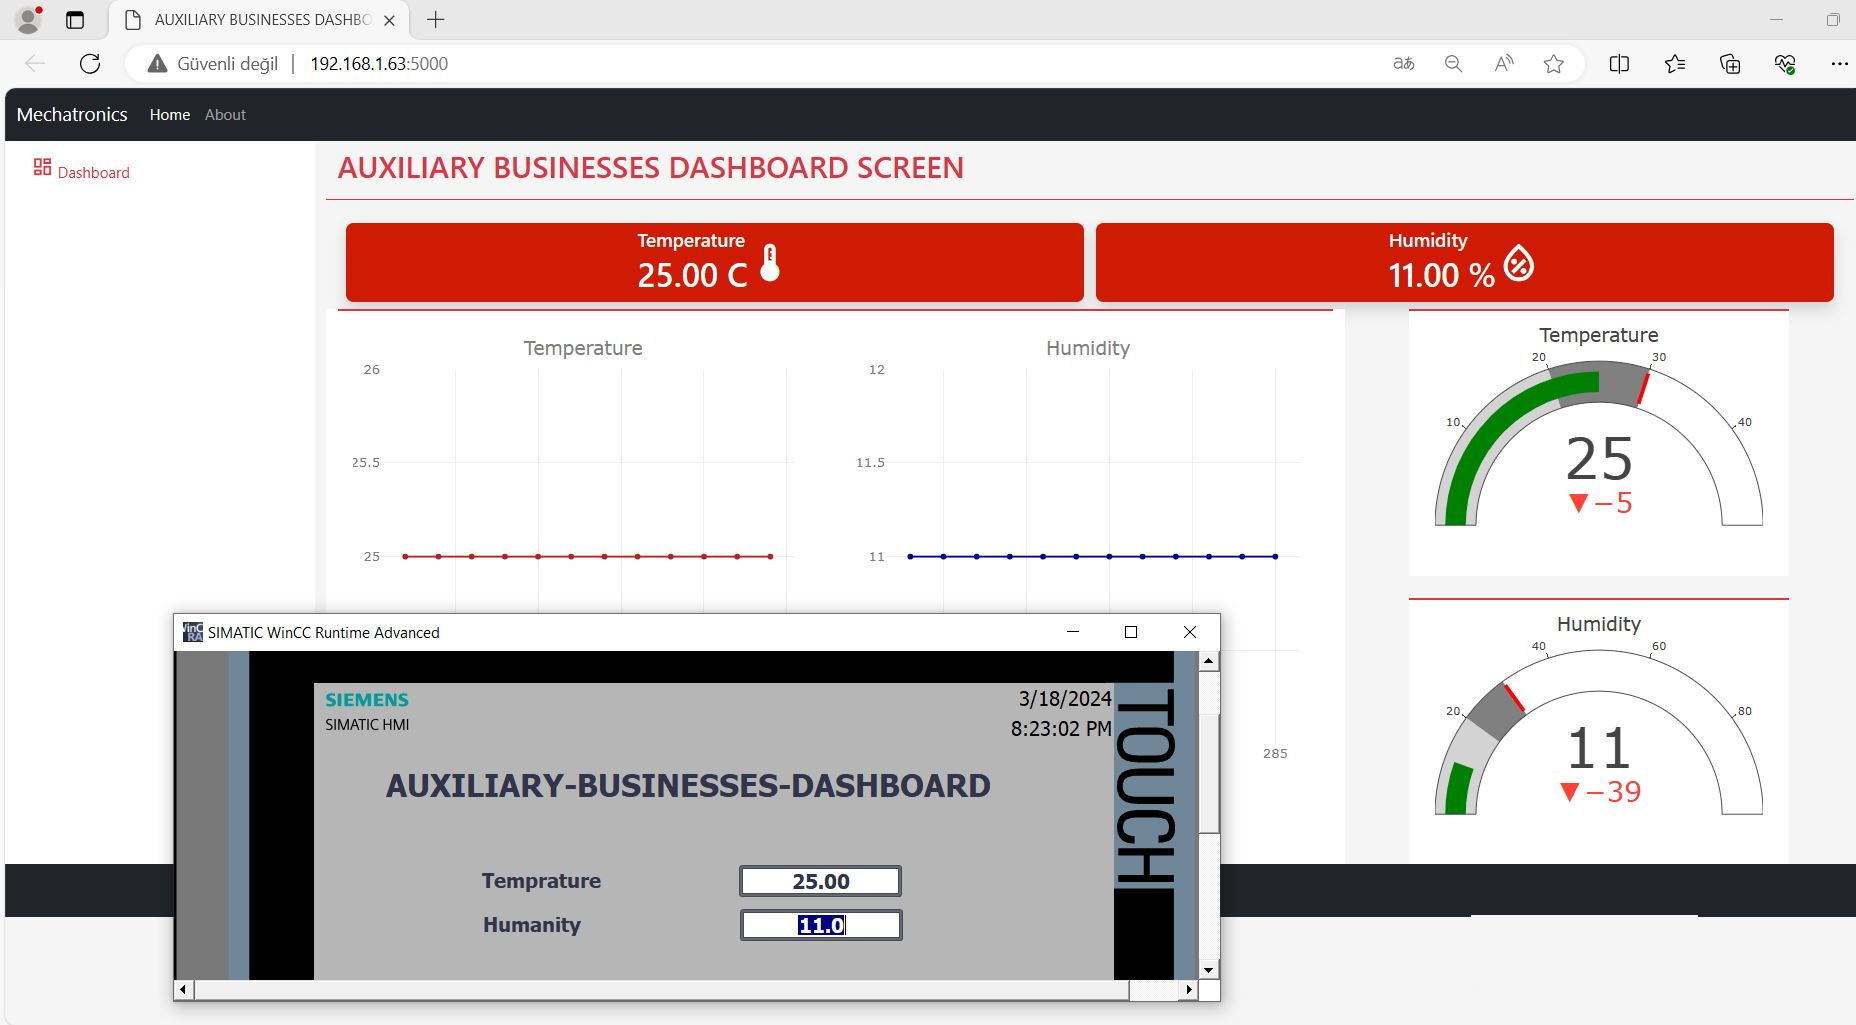 AUXILIARY BUSINESSES DASHBO
Güvenli değil
192.168.1.63:5000
Mechatronics
Home
About
Dashboard
AUXILIARY BUSINESSES DASHBOARD SCREEN
Temperature
25.00 C
Humidity
11.00 %
Temperature
26
25.5
25
Humidity
12
11.5
11
285
Temperature
10
20
30
40
25
▼−5
Humidity
20
40
60
80
11
▼−39
SIMATIC WinCC Runtime Advanced
SIEMENS
SIMATIC HMI
3/18/2024
8:23:02 PM
TOUCH
AUXILIARY-BUSINESSES-DASHBOARD
Temprature
25.00
Humanity
11.0